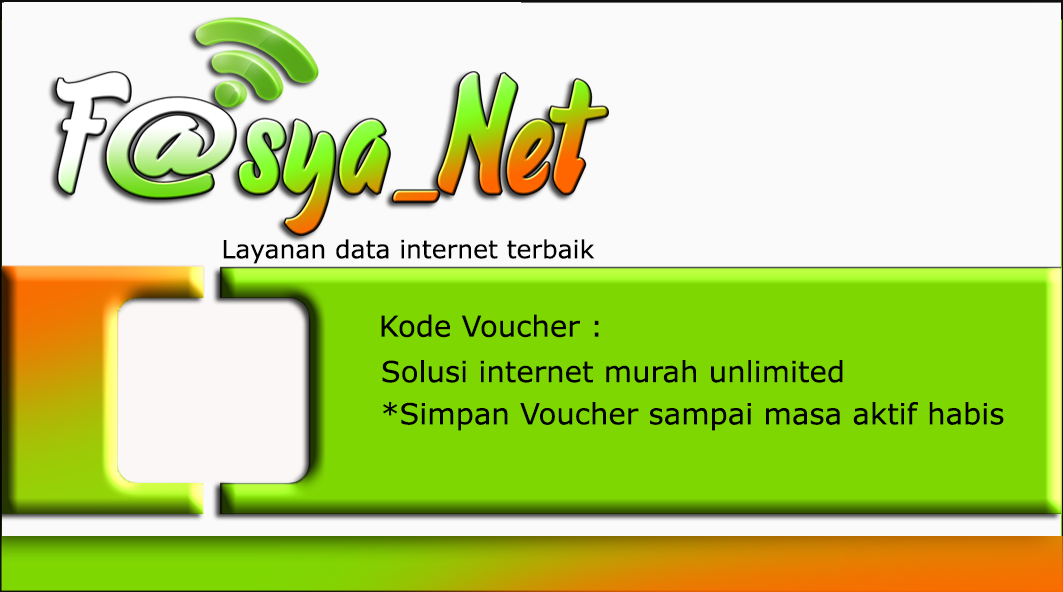 F@sya_Net
Layanan data internet terbaik
Kode Voucher :
Solusi internet murah unlimited
*Simpan Voucher sampai masa aktif habis